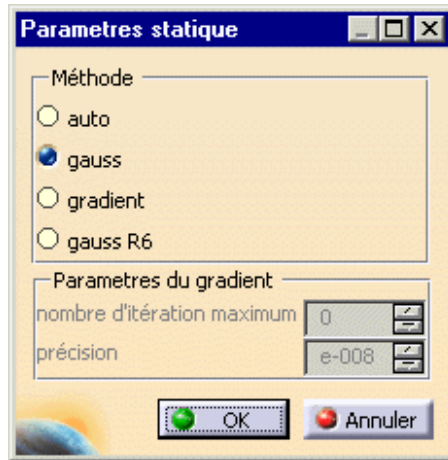 Parametres statique
Méthode
auto
gauss
gradient
gauss R6
Parametres du gradient
nombre d'itération maximum 0
précision e-008
OK Annuler